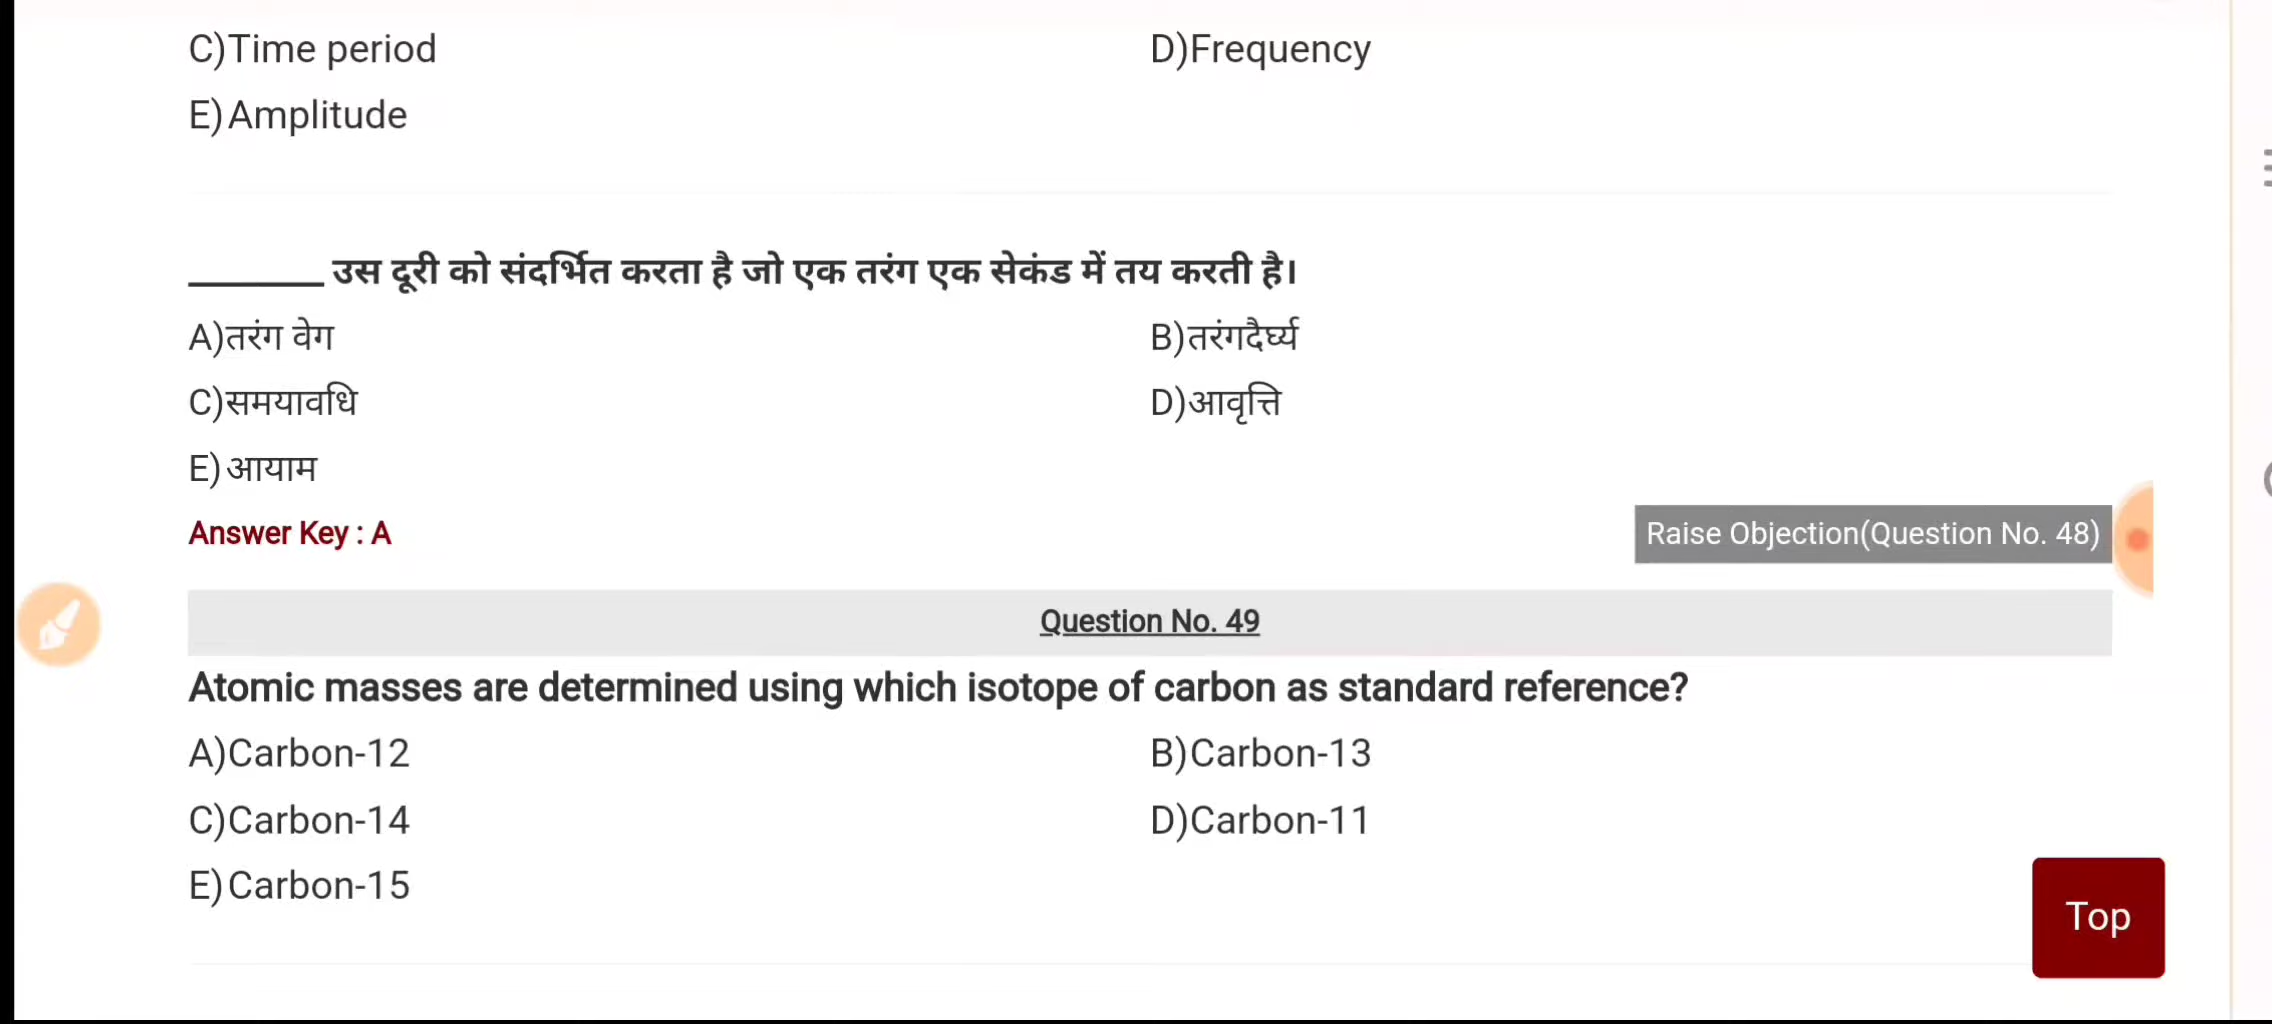 C)Time period D)Frequency
E)Amplitude
_______ उस दूरी को संदर्भित करता है जो एक तरंग एक सेकंड में तय करती है।
A)तरंग वेग B)तरंगदैर्घ्य
C)समयावधि D)आवृत्ति
E)आयाम
Answer Key : A Raise Objection(Question No. 48)
Question No. 49
Atomic masses are determined using which isotope of carbon as standard reference?
A)Carbon-12 B)Carbon-13
C)Carbon-14 D)Carbon-11
E)Carbon-15
Top